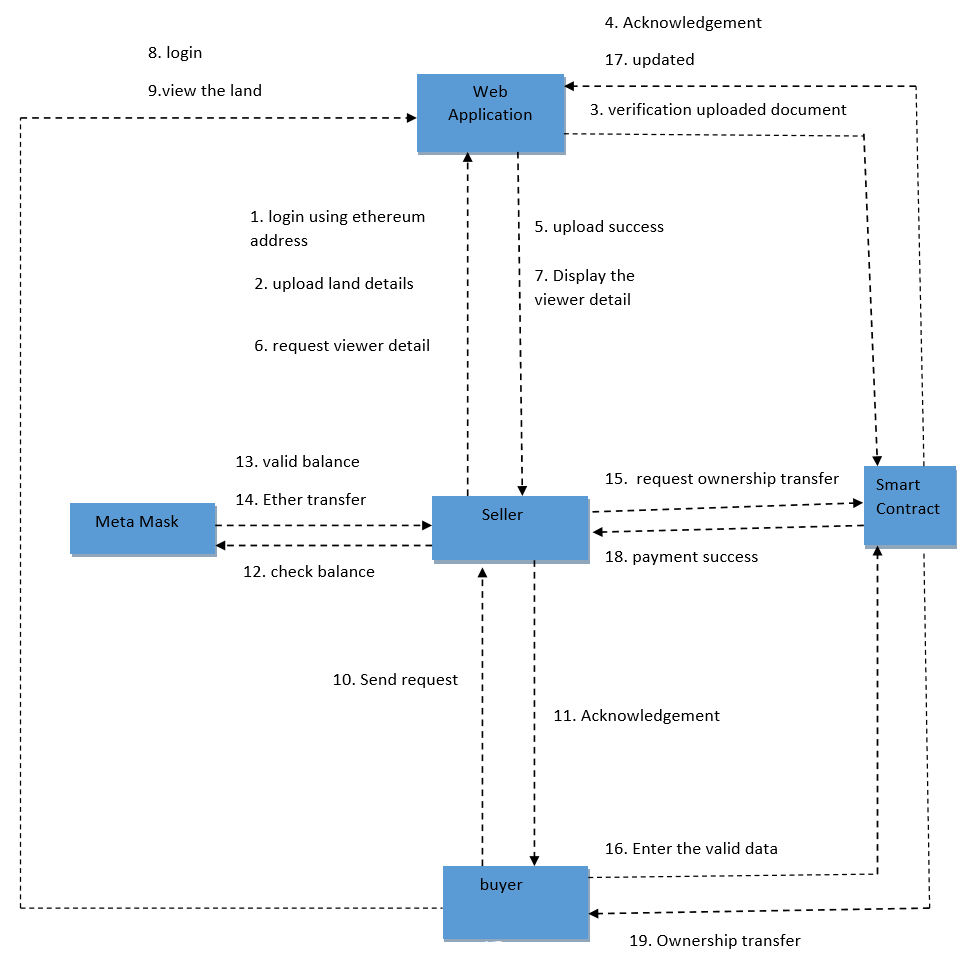 4. Acknowledgement
8. login
17. updated
9.view the land
Web
Application
3. verification uploaded document
1. login using ethereum
address
5. upload success
2. upload land details
7. Display the
viewer detail
6. request viewer detail
13. valid balance
14. Ether transfer
15.  request ownership transfer
Smart
Contract
Meta Mask
Seller
12. check balance
18. payment success
10. Send request
11. Acknowledgement
16. Enter the valid data
buyer
19. Ownership transfer